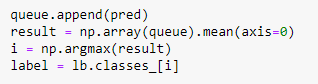 queue.append(pred)
result = np.array(queue).mean(axis=0)
i = np.argmax(result)
label = lb.classes_[i]